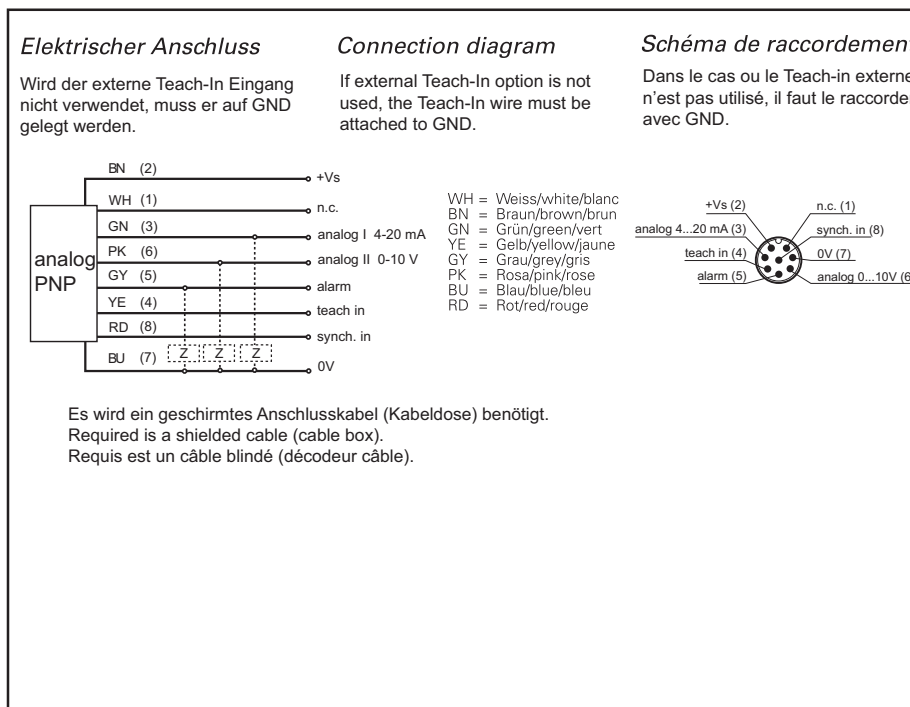 Elektrischer Anschluss
Wird der externe Teach-In Eingang
nicht verwendet, muss er auf GND
gelegt werden.
Connection diagram
If external Teach-In option is not
used, the Teach-In wire must be
attached to GND.
Schéma de raccordemen
Dans le cas ou le Teach-in externe
n'est pas utilisé, il faut le raccorde
avec GND.
analog
PNP
BN (2) +Vs
WH (1) n.c.
GN (3) analog I 4-20 mA
PK (6) analog II 0-10 V
GY (5) alarm
YE (4) teach in
RD (8) synch. in
BU (7) Z Z Z 0V
WH = Weiss/white/blanc
BN = Braun/brown/brun
GN = Grün/green/vert
YE = Gelb/yellow/jaune
GY = Grau/grey/gris
PK = Rosa/pink/rose
BU = Blau/blue/bleu
RD = Rot/red/rouge
+Vs (2) n.c. (1)
analog 4...20 mA (3) synch. in (8)
teach in (4) 0V (7)
alarm (5) analog 0...10V (6
Es wird ein geschirmtes Anschlusskabel (Kabeldose) benötigt.
Required is a shielded cable (cable box).
Requis est un câble blindé (décodeur câble).